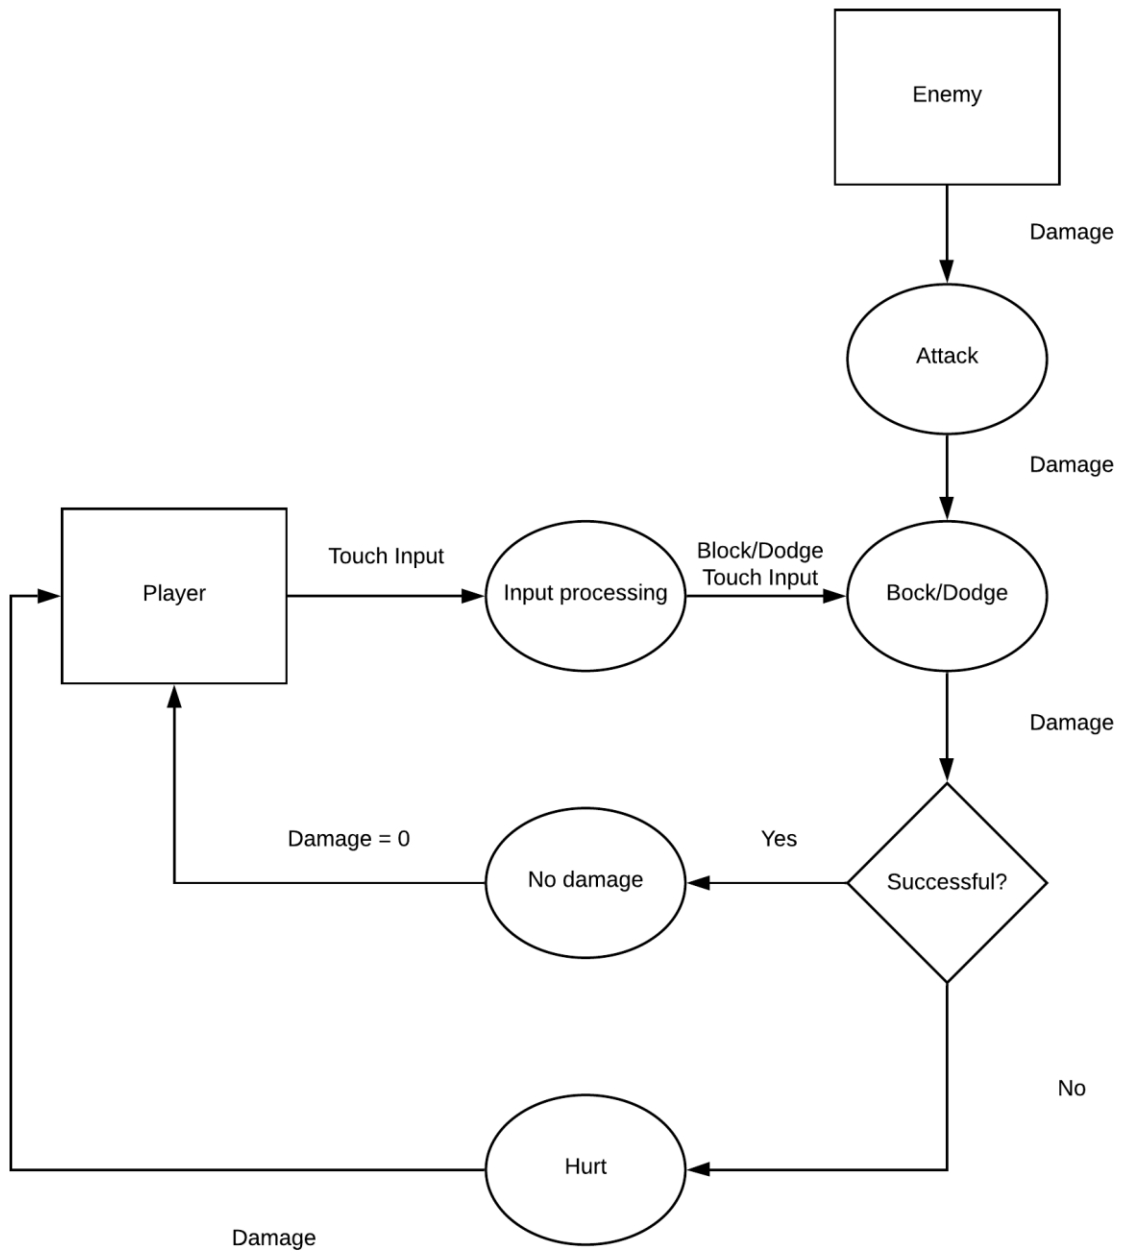 Enemy
Damage
Attack
Damage
Player
Touch Input
Input processing
Block/Dodge
Touch Input
Bock/Dodge
Damage
Successful?
Yes
No damage
Damage = 0
No
Hurt
Damage